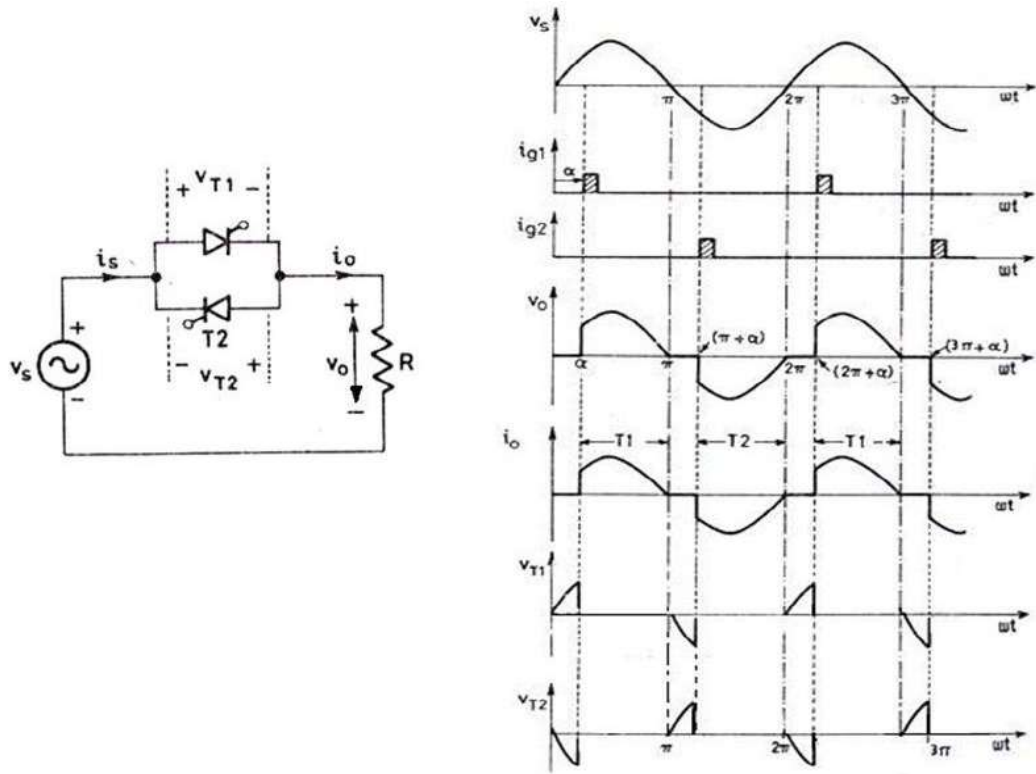 + vT1 -
is
io
T2
- vT2 +
+
vs
-
+
vo
-
R
vs
π
2π
3π
ωt
ig1
α
ωt
ig2
ωt
vo
α
π
(π+α)
2π
(2π+α)
(3π+α)
ωt
io
T1
T2
T1
ωt
vT1
ωt
vT2
π
2π
3π
ωt